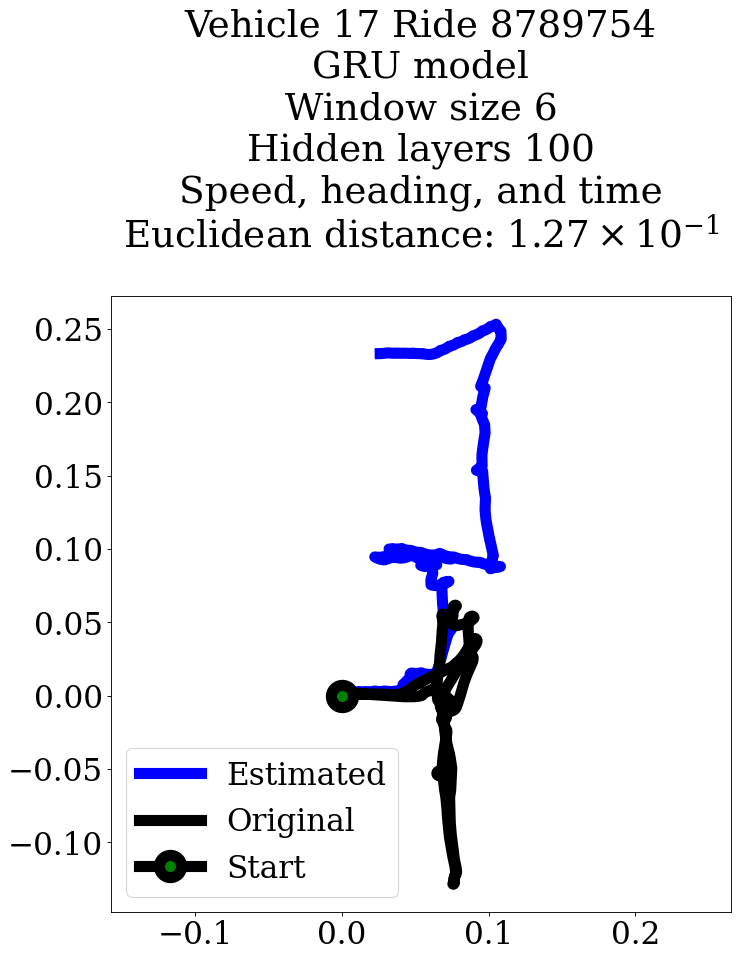 Vehicle 17 Ride 8789754
GRU model
Window size 6
Hidden layers 100
Speed, heading, and time
Euclidean distance: 1.27 × 10⁻¹
0.25
0.20
0.15
0.10
0.05
0.00
−0.05
−0.10
Estimated
Original
Start
−0.1 0.0 0.1 0.2